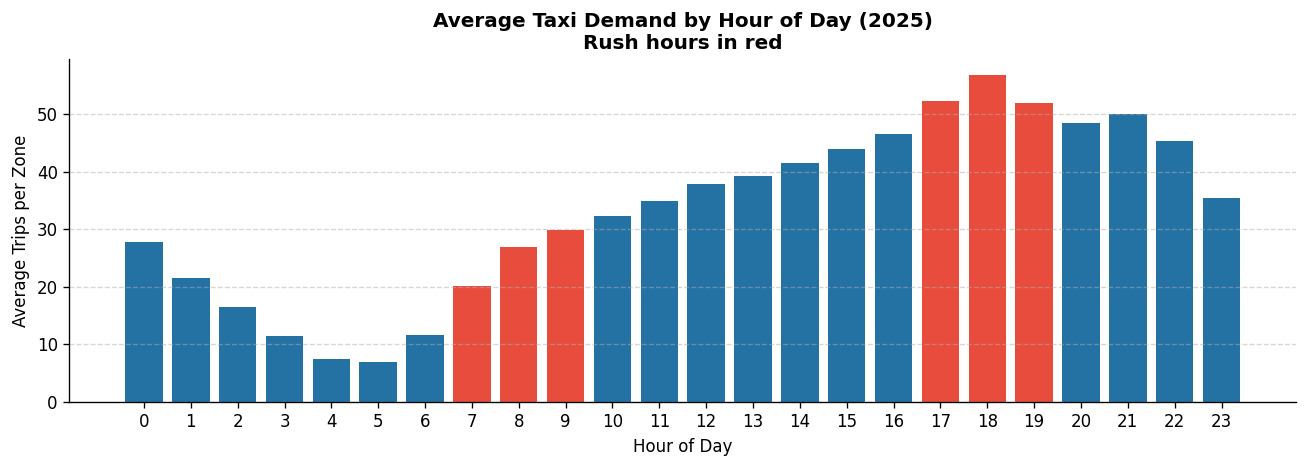 Average Taxi Demand by Hour of Day (2025)
Rush hours in red
Average Trips per Zone
50
40
30
20
10
0
0 1 2 3 4 5 6 7 8 9 10 11 12 13 14 15 16 17 18 19 20 21 22 23
Hour of Day